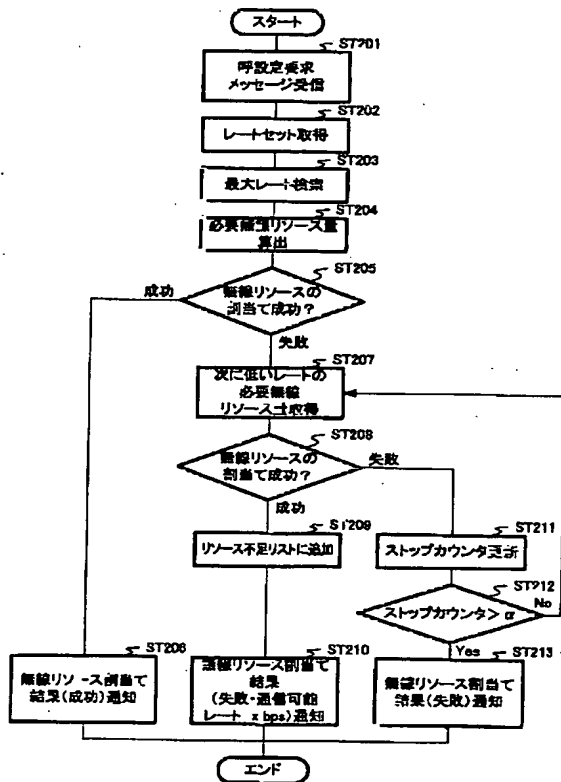 スタート
ST201
呼設定要求
メッセージ受信
ST202
レートセット取得
ST203
最大レート検索
ST204
必要無線リソース量
算出
ST205
無線リソースの
割当て成功？
成功
失敗
ST207
次に低いレートの
必要無線
リソース量取得
ST208
無線リソースの
割当て成功？
失敗
成功
ST209
リソース不足リストに追加
ST211
ストップカウンタ更新
ST212
ストップカウンタ> α
No
Yes
ST206
無線リソース割当て
結果(成功)通知
ST210
無線リソース割当て
結果
(失敗・通信可能
レート x bps)通知
ST213
無線リソース割当て
結果(失敗)通知
エンド